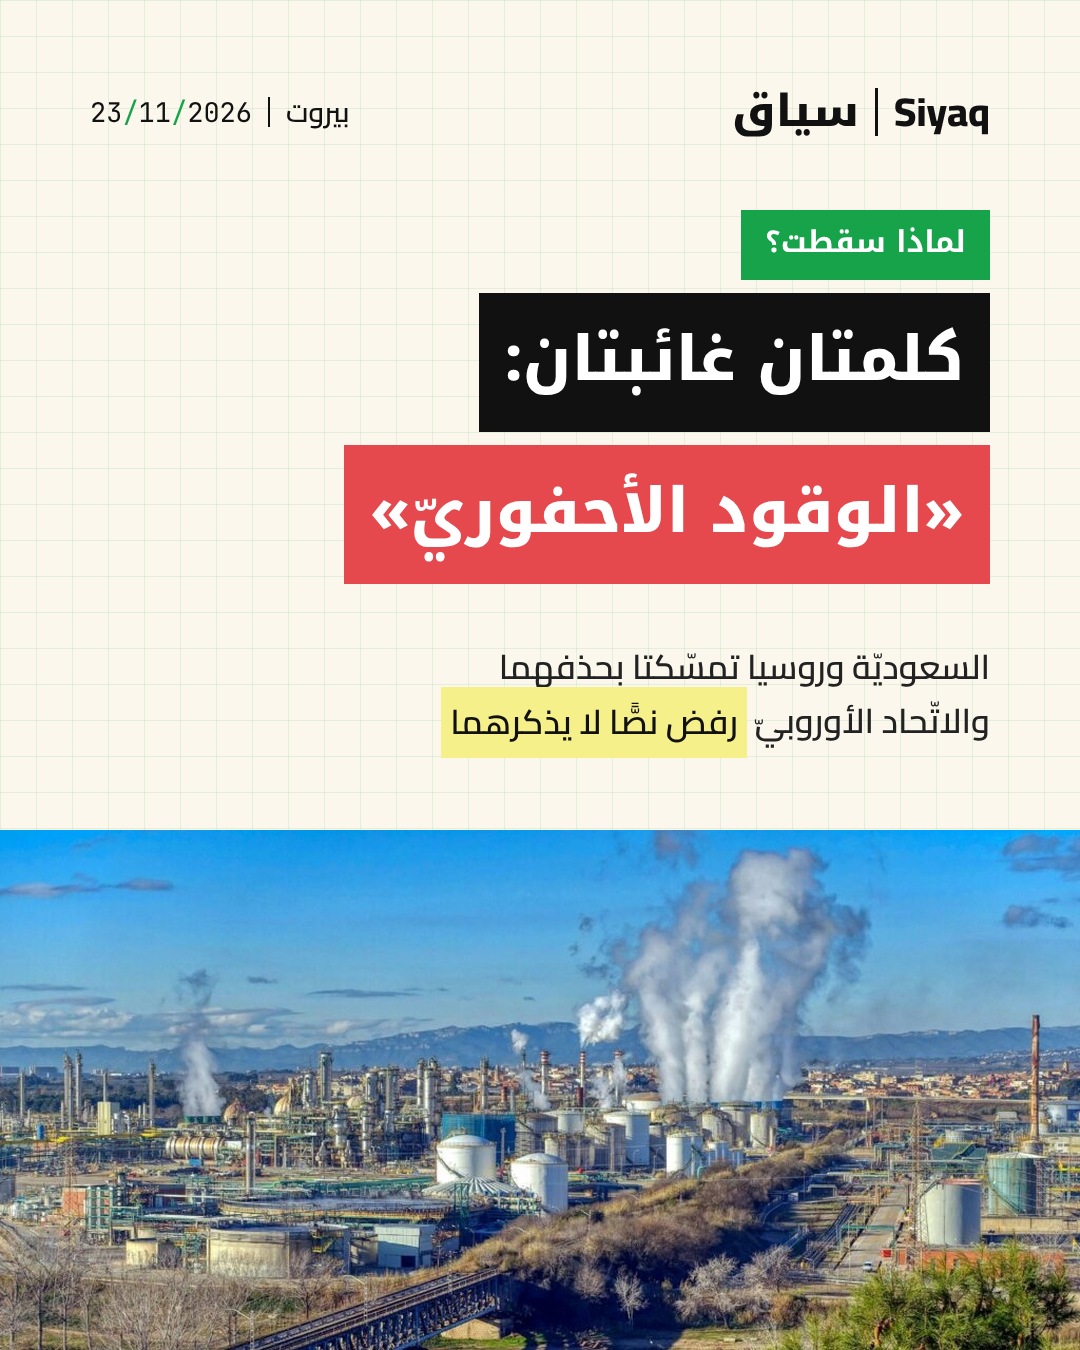 Siyaq | سياق
بيروت | 23/11/2026
لماذا سقطت؟
كلمتان غائبتان:
«الوقود الأحفوريّ»
السعوديّة وروسيا تمسّكتا بحذفهما
والاتّحاد الأوروبيّ رفض نصًّا لا يذكرهما